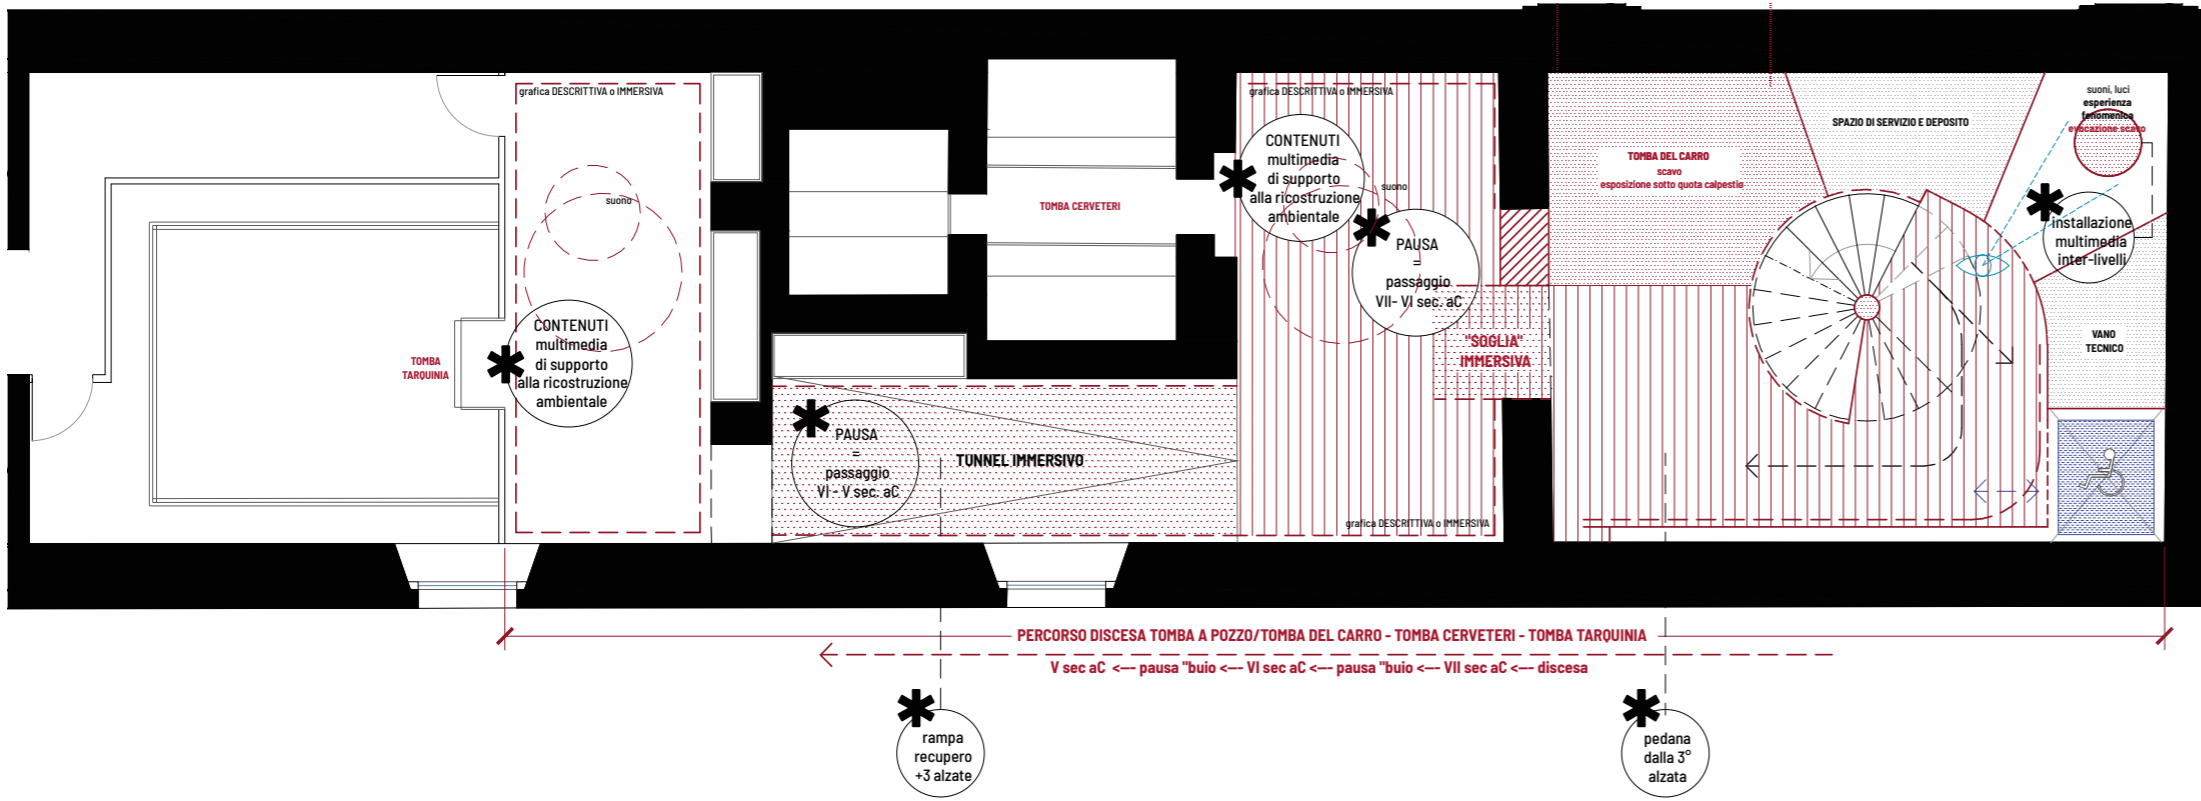 grafica DESCRITTIVA o IMMERSIVA
suono
CONTENUTI
multimedia
di supporto
alla ricostruzione
ambientale
TOMBA
TARQUINIA
PAUSA
=
passaggio
VI - V sec. aC
TUNNEL IMMERSIVO
TOMBA CERVETERI
grafica DESCRITTIVA o IMMERSIVA
CONTENUTI
multimedia
di supporto
alla ricostruzione
ambientale
suono
PAUSA
=
passaggio
VII- VI sec. aC
"SOGLIA"
IMMERSIVA
grafica DESCRITTIVA o IMMERSIVA
TOMBA DEL CARRO
scavo
esposizione sotto quota calpestio
SPAZIO DI SERVIZIO E DEPOSITO
suoni, luci
esperienza
fenomenica
evocazione scavo
installazione
multimedia
inter-livelli
VANO
TECNICO
PERCORSO DISCESA TOMBA A POZZO/TOMBA DEL CARRO - TOMBA CERVETERI - TOMBA TARQUINIA
V sec aC <--- pausa "buio <--- VI sec aC <--- pausa "buio <--- VII sec aC <--- discesa
rampa
recupero
+3 alzate
pedana
dalla 3°
alzata